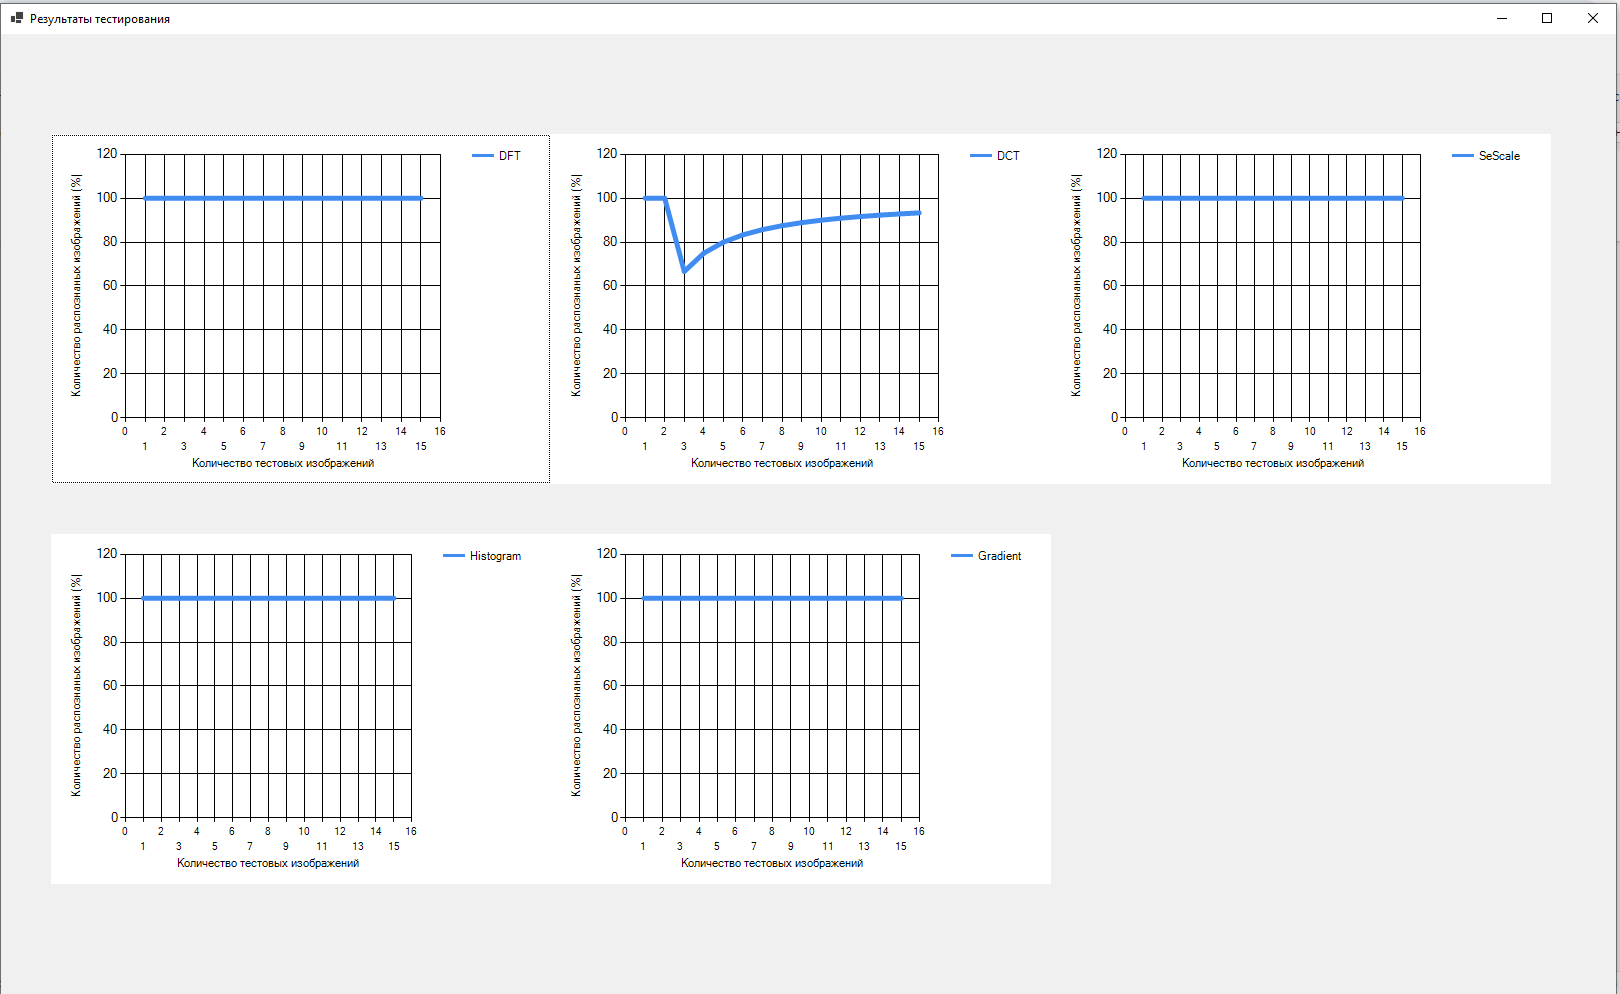 Результаты тестирования
DFT
120
100
80
60
40
20
0
0 2 4 6 8 10 12 14 16
1 3 5 7 9 11 13 15
Количество распознаных изображений (%|
Количество тестовых изображений
DCT
120
100
80
60
40
20
0
0 2 4 6 8 10 12 14 16
1 3 5 7 9 11 13 15
Количество распознаных изображений (%|
Количество тестовых изображений
SeScale
120
100
80
60
40
20
0
0 2 4 6 8 10 12 14 16
1 3 5 7 9 11 13 15
Количество распознаных изображений (%|
Количество тестовых изображений
Histogram
120
100
80
60
40
20
0
0 2 4 6 8 10 12 14 16
1 3 5 7 9 11 13 15
Количество распознаных изображений (%|
Количество тестовых изображений
Gradient
120
100
80
60
40
20
0
0 2 4 6 8 10 12 14 16
1 3 5 7 9 11 13 15
Количество распознаных изображений (%|
Количество тестовых изображений